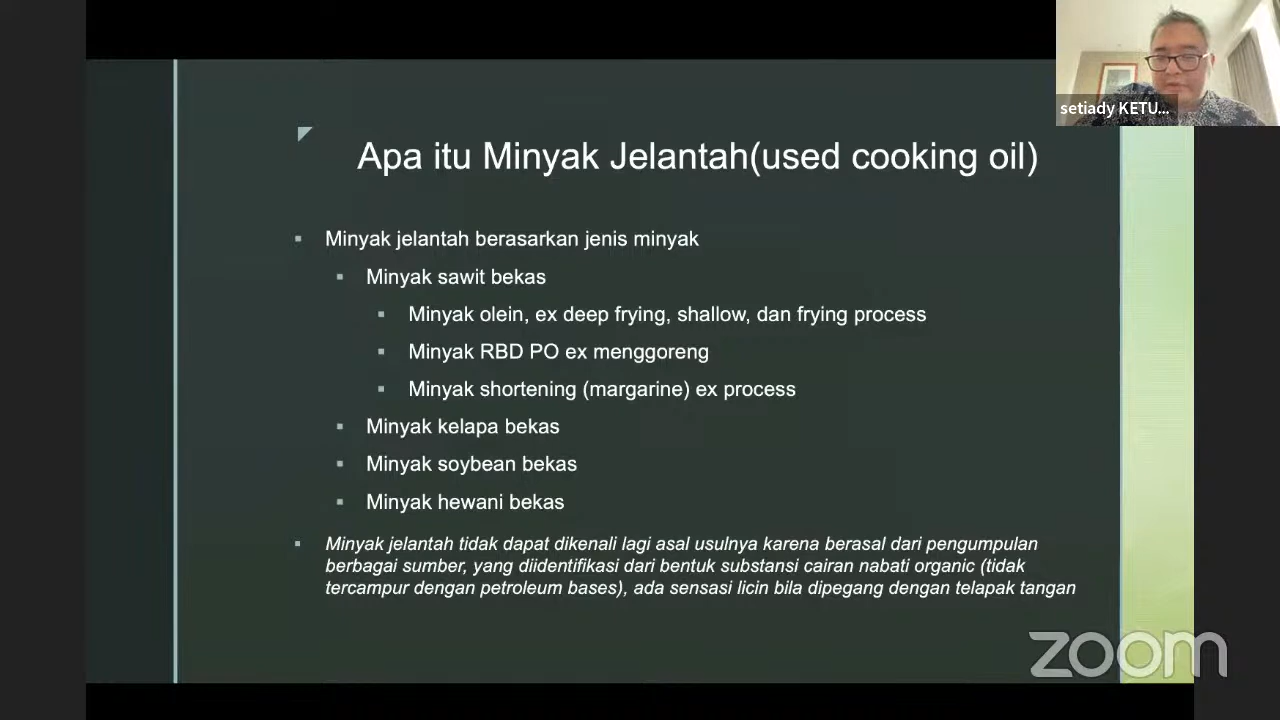 setiady KETU...
Apa itu Minyak Jelantah(used cooking oil)
Minyak jelantah berasarkan jenis minyak
Minyak sawit bekas
Minyak olein, ex deep frying, shallow, dan frying process
Minyak RBD PO ex menggoreng
Minyak shortening (margarine) ex process
Minyak kelapa bekas
Minyak soybean bekas
Minyak hewani bekas
Minyak jelantah tidak dapat dikenali lagi asal usulnya karena berasal dari pengumpulan
berbagai sumber, yang diidentifikasi dari bentuk substansi cairan nabati organic (tidak
tercampur dengan petroleum bases), ada sensasi licin bila dipegang dengan telapak tangan
zoom